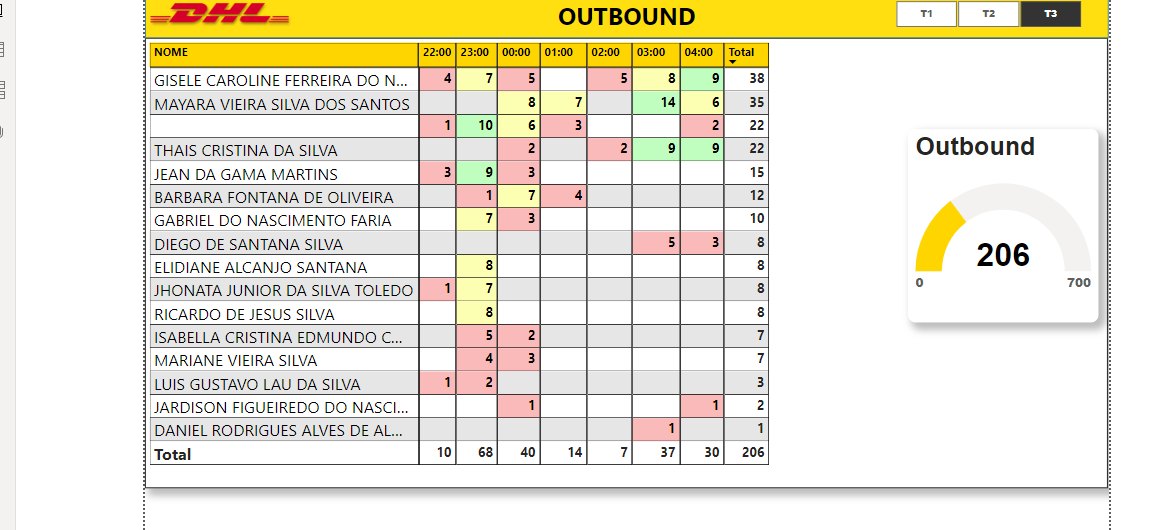 DHL OUTBOUND T1 T2 T3
NOME 22:00 23:00 00:00 01:00 02:00 03:00 04:00 Total
GISELE CAROLINE FERREIRA DO N... 4 7 5 5 8 9 38
MAYARA VIEIRA SILVA DOS SANTOS 8 7 14 6 35
1 10 6 3 2 22
THAIS CRISTINA DA SILVA 2 2 9 9 22
JEAN DA GAMA MARTINS 3 9 3 15
BARBARA FONTANA DE OLIVEIRA 1 7 4 12
GABRIEL DO NASCIMENTO FARIA 7 3 10
DIEGO DE SANTANA SILVA 5 3 8
ELIDIANE ALCANJO SANTANA 8 8
JHONATA JUNIOR DA SILVA TOLEDO 1 7 8
RICARDO DE JESUS SILVA 8 8
ISABELLA CRISTINA EDMUNDO C... 5 2 7
MARIANE VIEIRA SILVA 4 3 7
LUIS GUSTAVO LAU DA SILVA 1 2 3
JARDISON FIGUEIREDO DO NASCI... 1 1 2
DANIEL RODRIGUES ALVES DE AL... 1 1
Total 10 68 40 14 7 37 30 206
Outbound
206
0 700